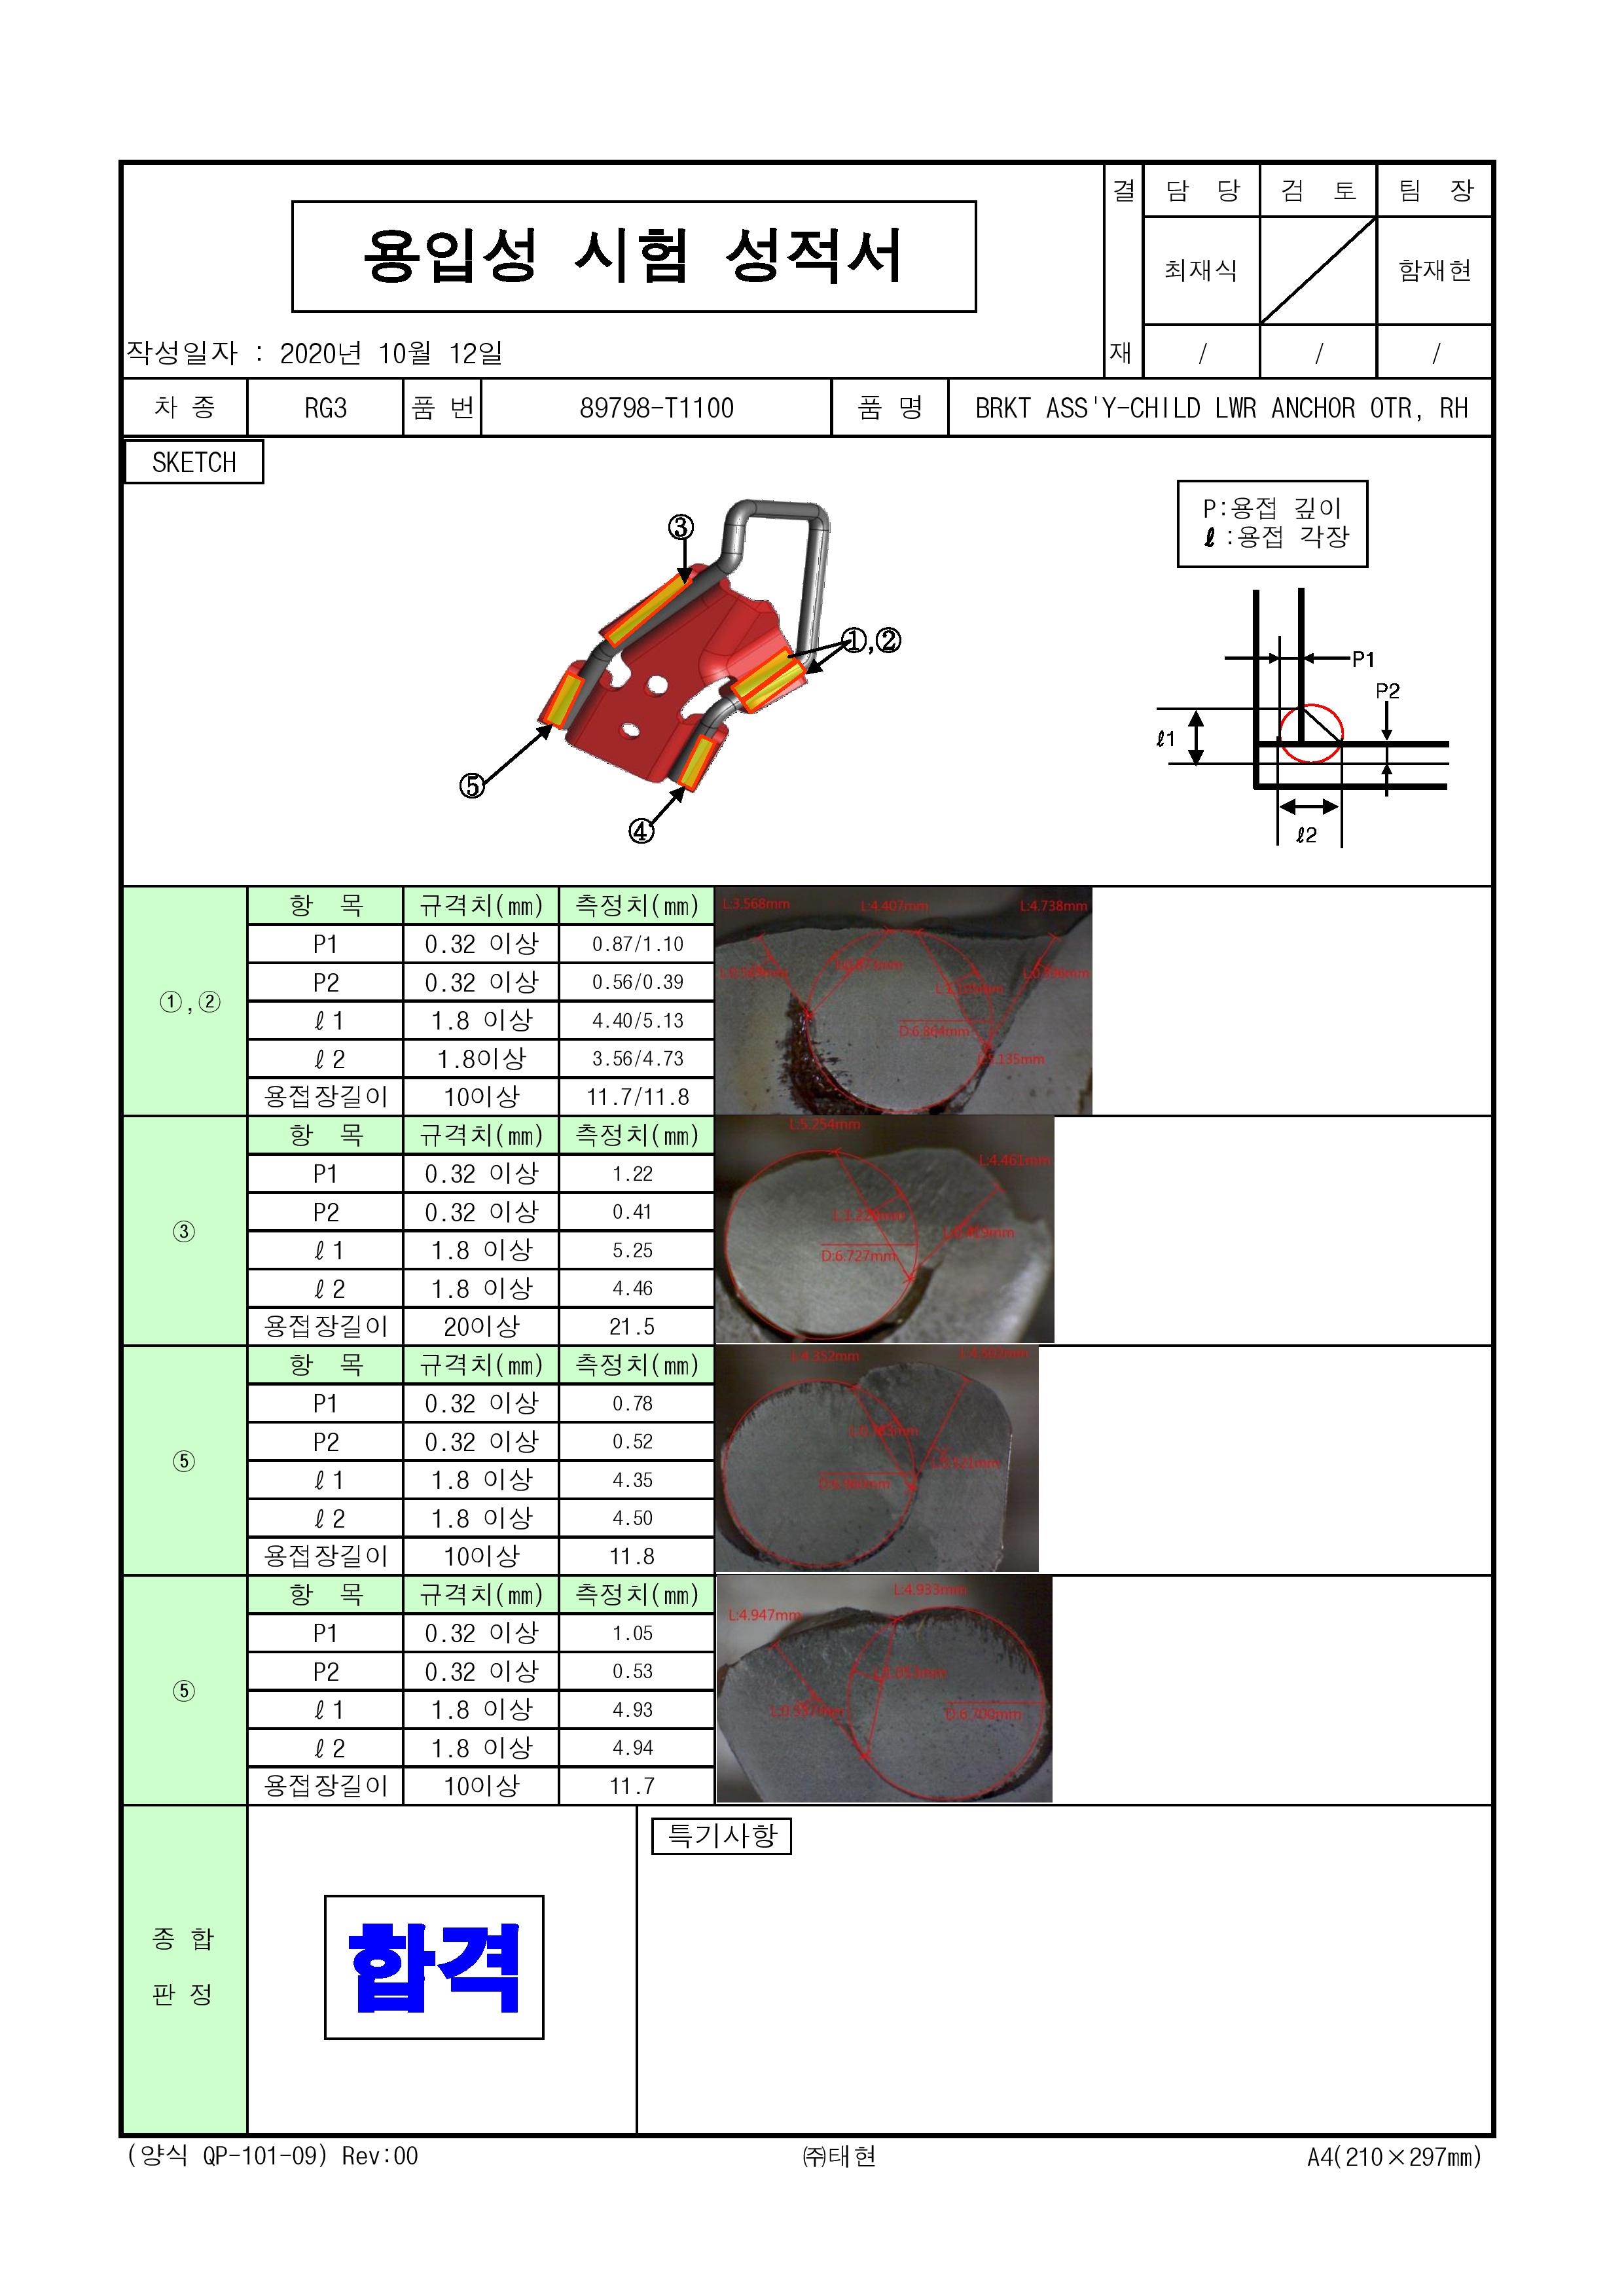 결 담 당 검 토 팀 장
용입성 시험 성적서
최재식 함재현
작성일자 : 2020년 10월 12일
재 / / /
차 종 RG3 품 번 89798-T1100 품 명 BRKT ASS'Y-CHILD LWR ANCHOR OTR, RH
SKETCH
P:용접 깊이
ℓ :용접 각장
③
①,②
⑤
④
P1
P2
ℓ1
ℓ2
①,②
항 목 규격치(㎜) 측정치(㎜)
P1 0.32 이상 0.87/1.10
P2 0.32 이상 0.56/0.39
ℓ1 1.8 이상 4.40/5.13
ℓ2 1.8이상 3.56/4.73
용접장길이 10이상 11.7/11.8
L:3.568mm L:4.407mm L:4.738mm
D:6.864mm
③
항 목 규격치(㎜) 측정치(㎜)
P1 0.32 이상 1.22
P2 0.32 이상 0.41
ℓ1 1.8 이상 5.25
ℓ2 1.8 이상 4.46
용접장길이 20이상 21.5
L:5.254mm
L:4.461mm
D:6.727mm
⑤
항 목 규격치(㎜) 측정치(㎜)
P1 0.32 이상 0.78
P2 0.32 이상 0.52
ℓ1 1.8 이상 4.35
ℓ2 1.8 이상 4.50
용접장길이 10이상 11.8
L:4.352mm
⑤
항 목 규격치(㎜) 측정치(㎜)
P1 0.32 이상 1.05
P2 0.32 이상 0.53
ℓ1 1.8 이상 4.93
ℓ2 1.8 이상 4.94
용접장길이 10이상 11.7
L:4.933mm
L:4.947mm
D:6.700mm
종 합
판 정
합격
특기사항
(양식 QP-101-09) Rev:00 ㈜태현 A4(210×297㎜)